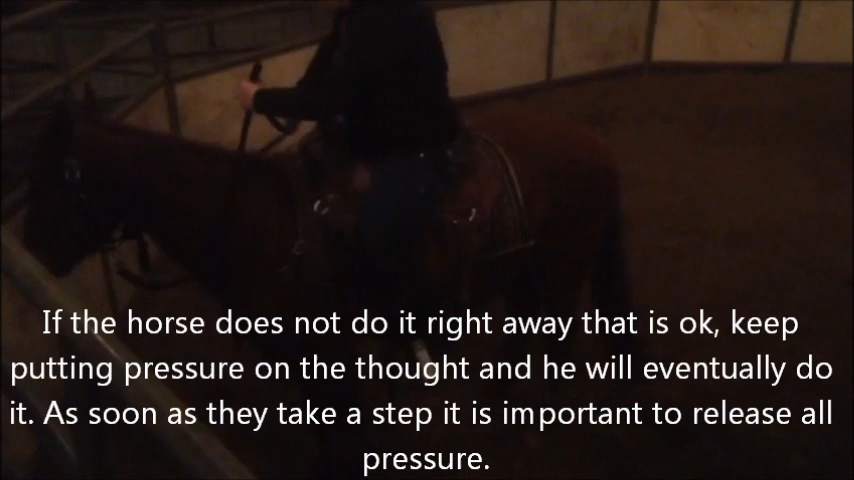 If the horse does not do it right away that is ok, keep
putting pressure on the thought and he will eventually do
it. As soon as they take a step it is important to release all
pressure.